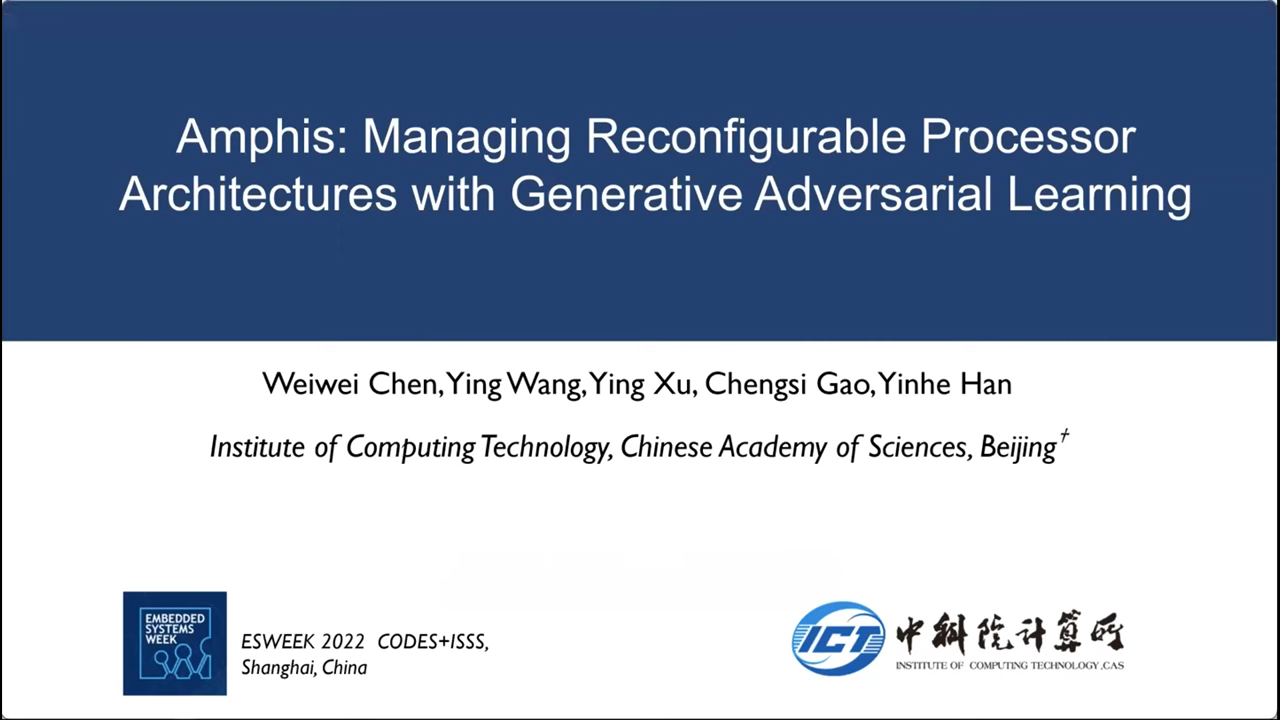 Amphis: Managing Reconfigurable Processor
Architectures with Generative Adversarial Learning
Weiwei Chen, Ying Wang, Ying Xu, Chengsi Gao, Yinhe Han
Institute of Computing Technology, Chinese Academy of Sciences, Beijing†
EMBEDDED
SYSTEMS
WEEK
ESWEEK 2022 CODES+ISSS,
Shanghai, China
ICT
中科院计算所
INSTITUTE OF COMPUTING TECHNOLOGY,CAS